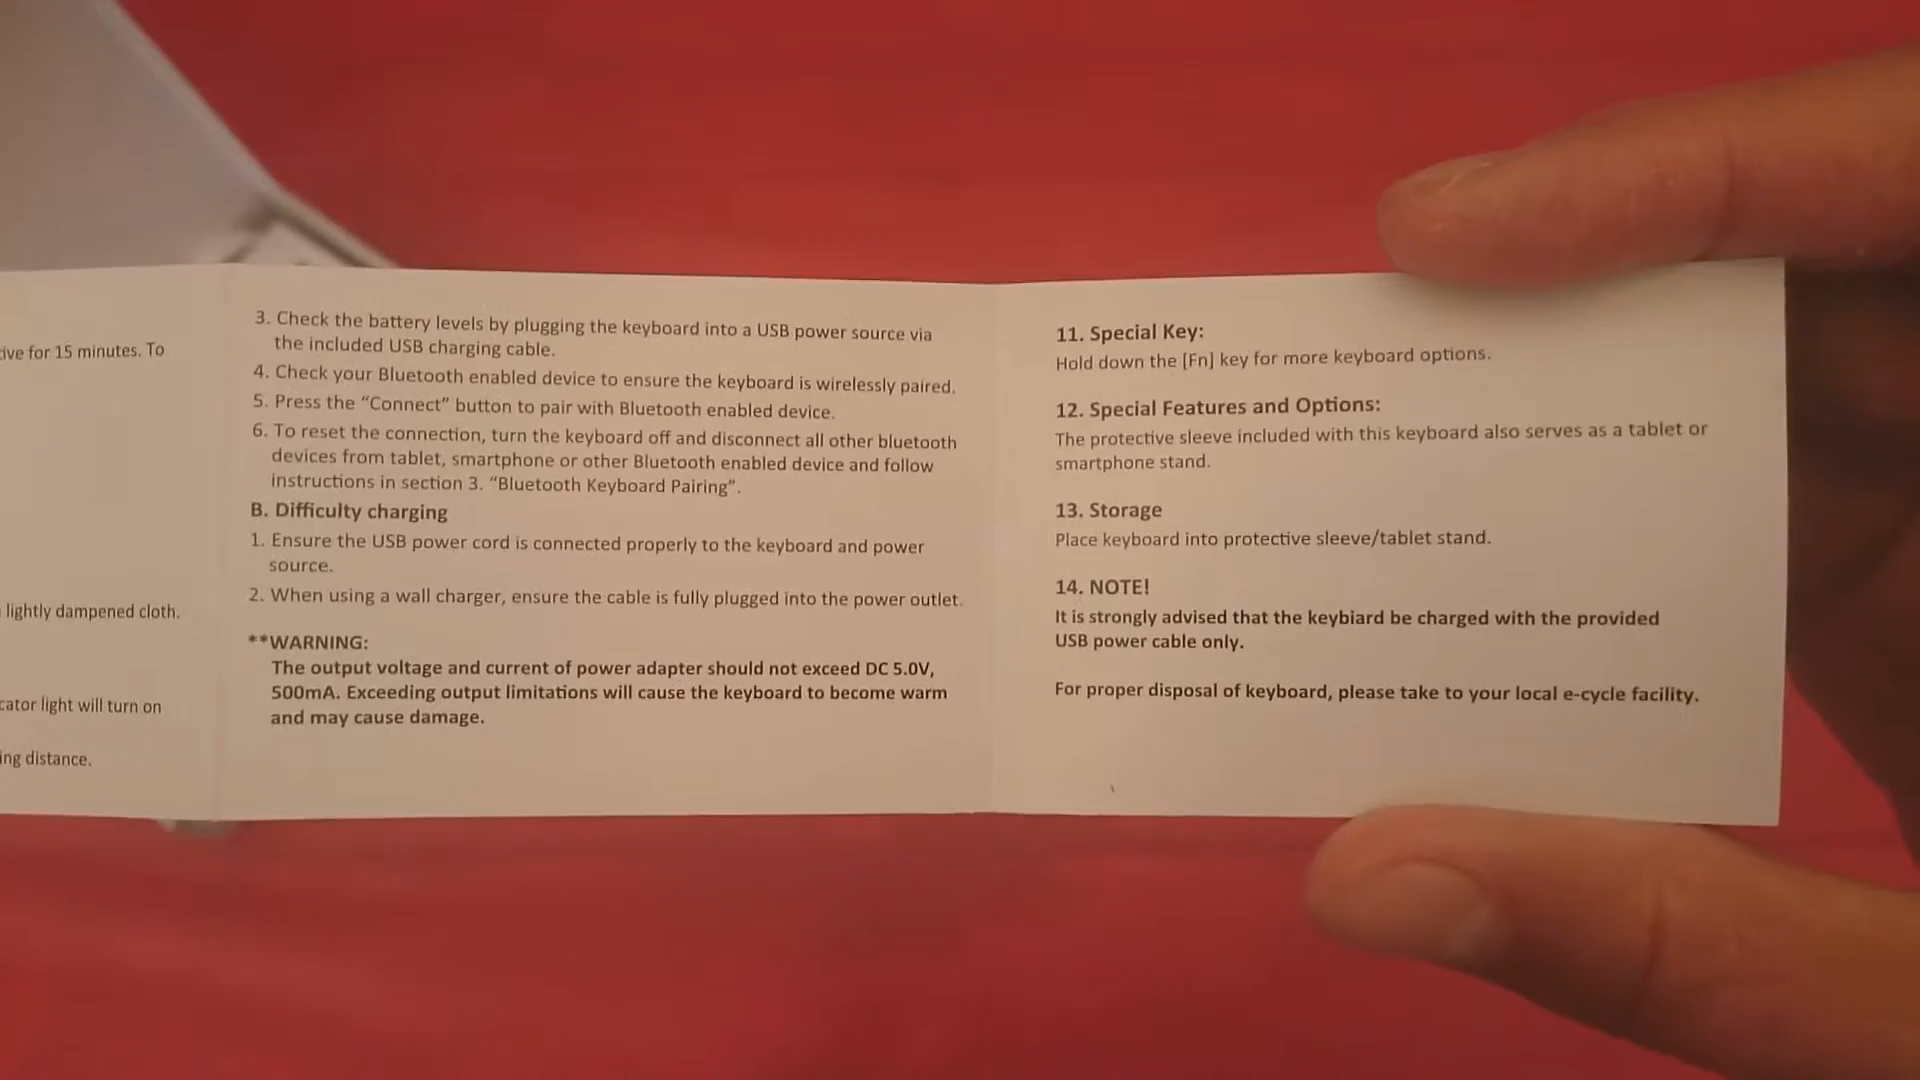 ive for 15 minutes. To
lightly dampened cloth.
cator light will turn on
ing distance.
3. Check the battery levels by plugging the keyboard into a USB power source via
the included USB charging cable.
4. Check your Bluetooth enabled device to ensure the keyboard is wirelessly paired.
5. Press the “Connect” button to pair with Bluetooth enabled device.
6. To reset the connection, turn the keyboard off and disconnect all other bluetooth
devices from tablet, smartphone or other Bluetooth enabled device and follow
instructions in section 3. “Bluetooth Keyboard Pairing”.
B. Difficulty charging
1. Ensure the USB power cord is connected properly to the keyboard and power
source.
2. When using a wall charger, ensure the cable is fully plugged into the power outlet.
**WARNING:
The output voltage and current of power adapter should not exceed DC 5.0V,
500mA. Exceeding output limitations will cause the keyboard to become warm
and may cause damage.
11. Special Key:
Hold down the [Fn] key for more keyboard options.
12. Special Features and Options:
The protective sleeve included with this keyboard also serves as a tablet or
smartphone stand.
13. Storage
Place keyboard into protective sleeve/tablet stand.
14. NOTE!
It is strongly advised that the keybiard be charged with the provided
USB power cable only.
For proper disposal of keyboard, please take to your local e-cycle facility.